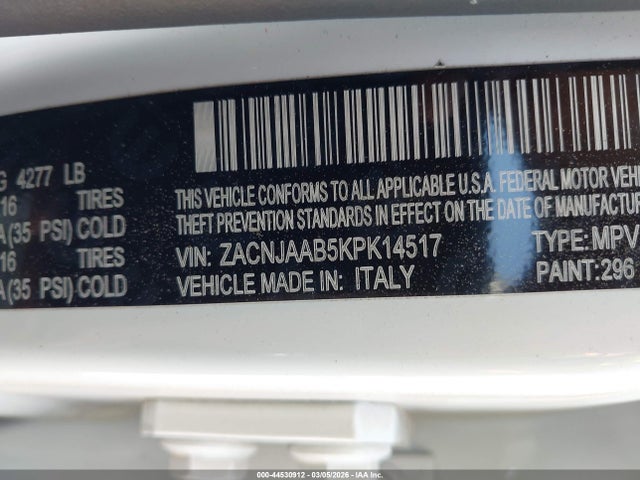 G 4277 LB
16 TIRES
A(35 PSI) COLD
16 TIRES
A(35 PSI) COLD
THIS VEHICLE CONFORMS TO ALL APPLICABLE U.S.A. FEDERAL MOTOR
THEFT PREVENTION STANDARDS IN EFFECT ON THE DATE OF
VIN: ZACNJAAB5KPK14517 TYPE: MPV
VEHICLE MADE IN: ITALY PAINT: 296
000-44530912 - 03/05/2026 - IAA Inc.